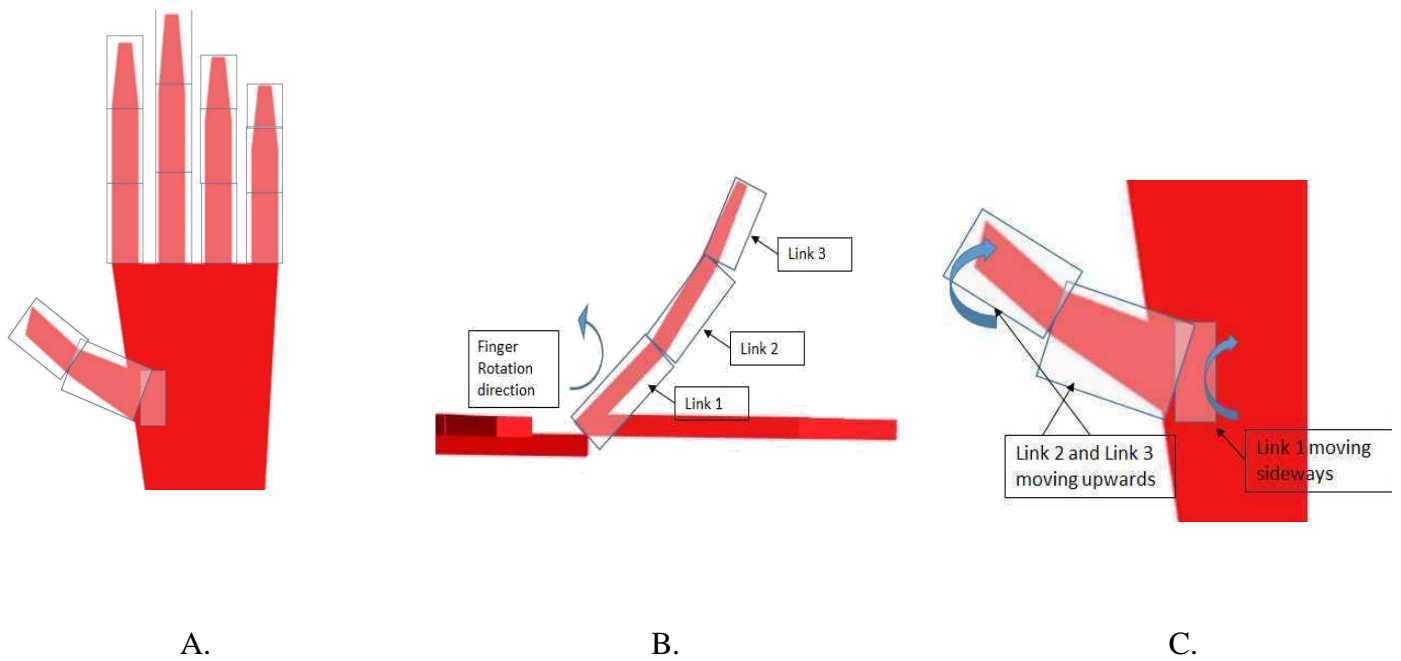 Finger
Rotation
direction
Link 3
Link 2
Link 1
Link 2 and Link 3
moving upwards
Link 1 moving
sideways
A.
B.
C.